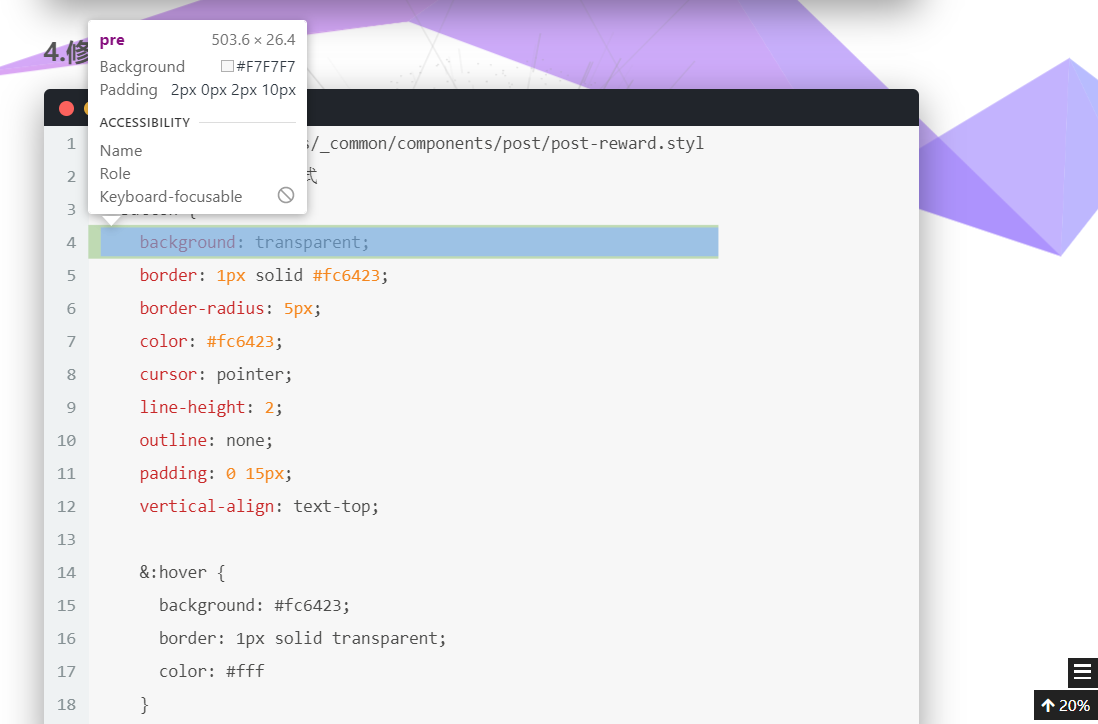 4.修
pre 503.6 × 26.4
Background #F7F7F7
Padding 2px 0px 2px 10px
ACCESSIBILITY
Name
Role
Keyboard-focusable
1 /_common/components/post/post-reward.styl
2 式
3 {
4 background: transparent;
5 border: 1px solid #fc6423;
6 border-radius: 5px;
7 color: #fc6423;
8 cursor: pointer;
9 line-height: 2;
10 outline: none;
11 padding: 0 15px;
12 vertical-align: text-top;
13
14 &:hover {
15 background: #fc6423;
16 border: 1px solid transparent;
17 color: #fff
18 }
20%